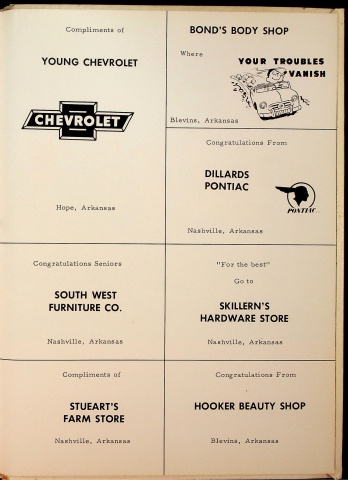 Compliments of
YOUNG CHEVROLET
CHEVROLET
Hope, Arkansas
BOND'S BODY SHOP
Where
YOUR TROUBLES
VANISH
Blevins, Arkansas
Congratulations From
DILLARDS
PONTIAC
PONTIAC
Nashville, Arkansas
Congratulations Seniors
SOUTH WEST
FURNITURE CO.
Nashville, Arkansas
"For the best"
Go to
SKILLERN'S
HARDWARE STORE
Nashville, Arkansas
Compliments of
STUEART'S
FARM STORE
Nashville, Arkansas
Congratulations From
HOOKER BEAUTY SHOP
Blevins, Arkansas